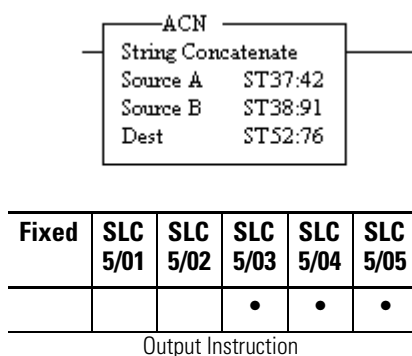 ACN
String Concatenate
Source A ST37:42
Source B ST38:91
Dest ST52:76
Fixed SLC 5/01 SLC 5/02 SLC 5/03 SLC 5/04 SLC 5/05
• • •
Output Instruction